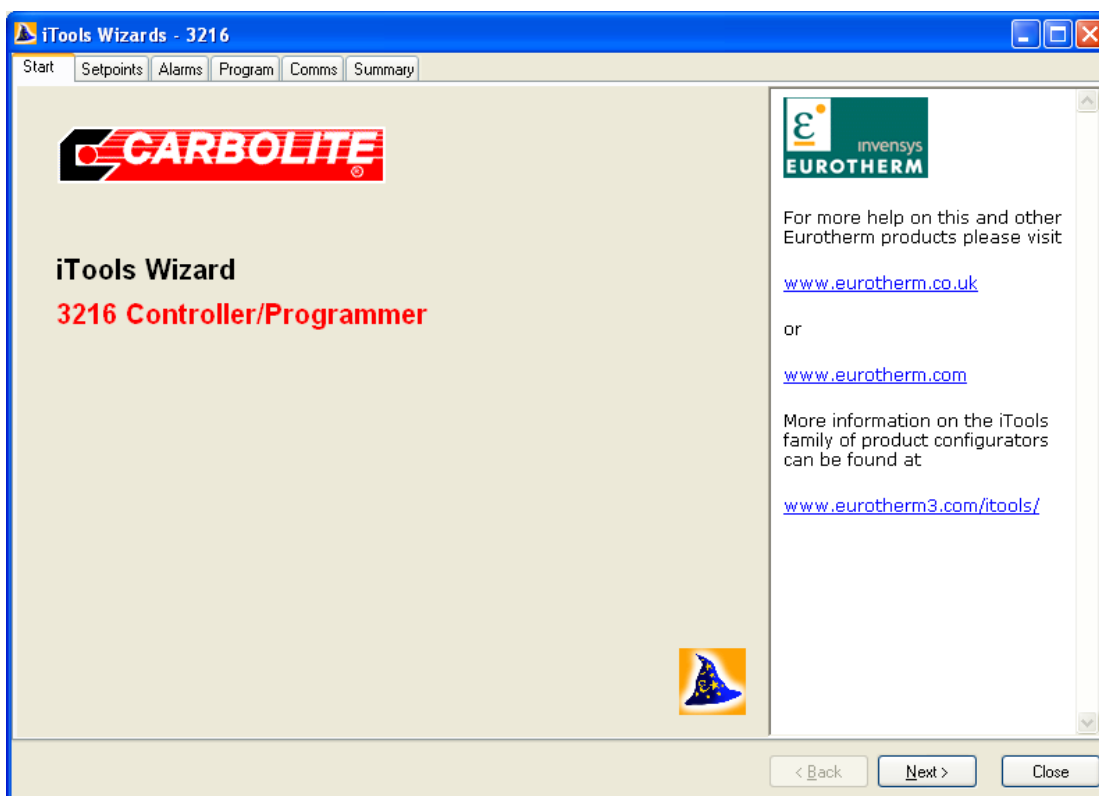 iTools Wizards - 3216
Start Setpoints Alarms Program Comms Summary
CARBOLITE®
iTools Wizard
3216 Controller/Programmer
ε
invensys
EUROTHERM
For more help on this and other
Eurotherm products please visit
www.eurotherm.co.uk
or
www.eurotherm.com
More information on the iTools
family of product configurators
can be found at
www.eurotherm3.com/itools/
< Back Next > Close